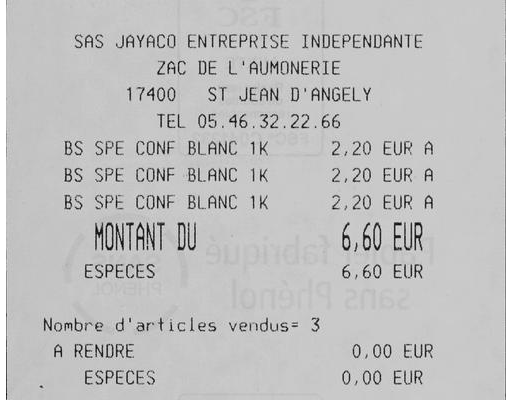 SAS JAYACO ENTREPRISE INDEPENDANTE
ZAC DE L'AUMONERIE
17400 ST JEAN D'ANGELY
TEL 05.46.32.22.66
BS SPE CONF BLANC 1K 2,20 EUR A
BS SPE CONF BLANC 1K 2,20 EUR A
BS SPE CONF BLANC 1K 2,20 EUR A
MONTANT DU 6,60 EUR
ESPECES 6,60 EUR
Nombre d'articles vendus= 3
A RENDRE 0,00 EUR
ESPECES 0,00 EUR